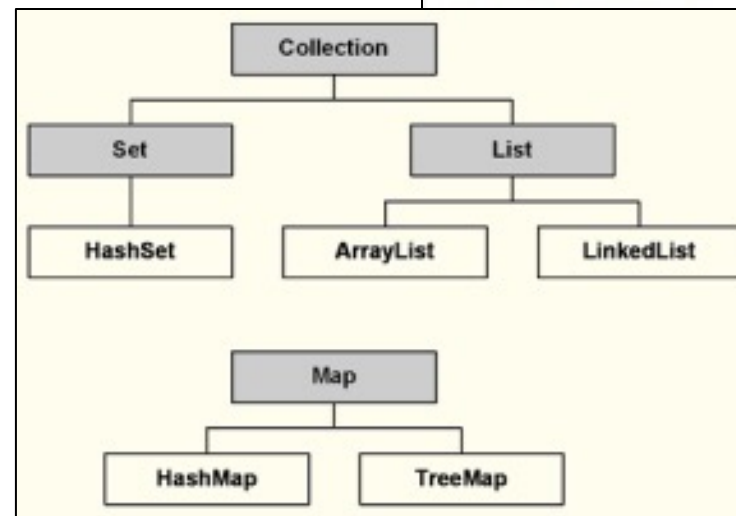 Collection
Set List
HashSet ArrayList LinkedList
Map
HashMap TreeMap